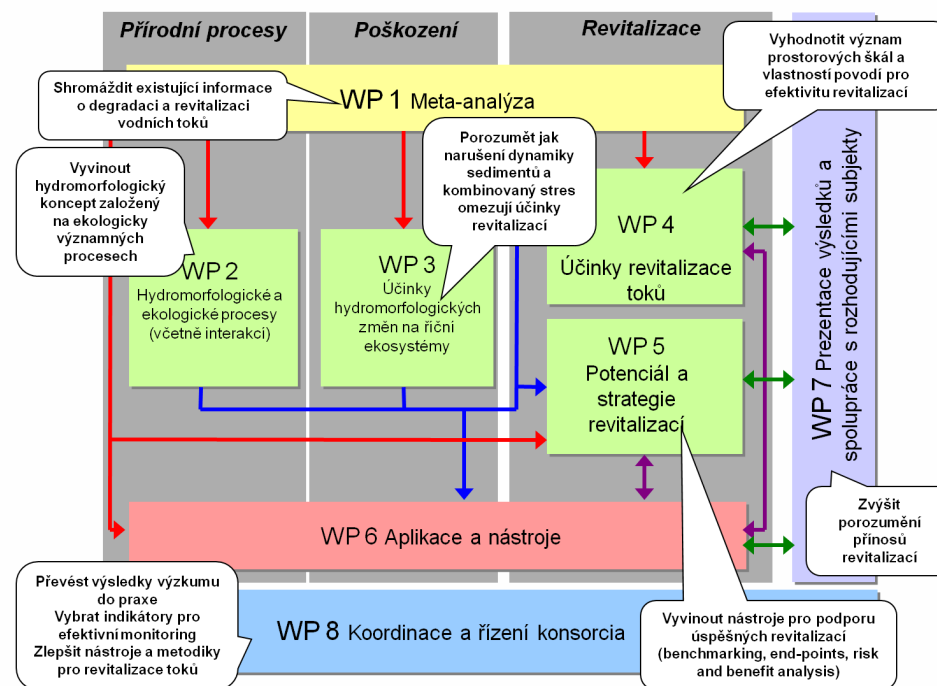 Přírodní procesy
Poškození
Revitalizace
Vyhodnotit význam
prostorových škál a
vlastností povodí pro
efektivitu revitalizací
Shromáždit existující informace
o degradaci a revitalizaci
vodních toků
WP 1 Meta-analýza
Vyvinout
hydromorfologický
koncept založený
na ekologicky
významných
procesech
Porozumět jak
narušení dynamiky
sedimentů a
kombinovaný stres
omezují účinky
revitalizací
WP 2
Hydromorfologické a
ekologické procesy
(včetně interakcí)
WP 3
Účinky
hydromorfologických
změn na říční
ekosystémy
WP 4
Účinky revitalizace
toků
WP 5
Potenciál a
strategie
revitalizací
WP 7 Prezentace výsledků a
spolupráce s rozhodujícími subjekty
WP 6 Aplikace a nástroje
Zvýšit
porozumění
přínosů
revitalizací
Převést výsledky výzkumu
do praxe
Vybrat indikátory pro
efektivní monitoring
Zlepšit nástroje a metodiky
pro revitalizace toků
WP 8 Koordinace a řízení konsorcia
Vyvinout nástroje pro podporu
úspěšných revitalizací
(benchmarking, end-points, risk
and benefit analysis)